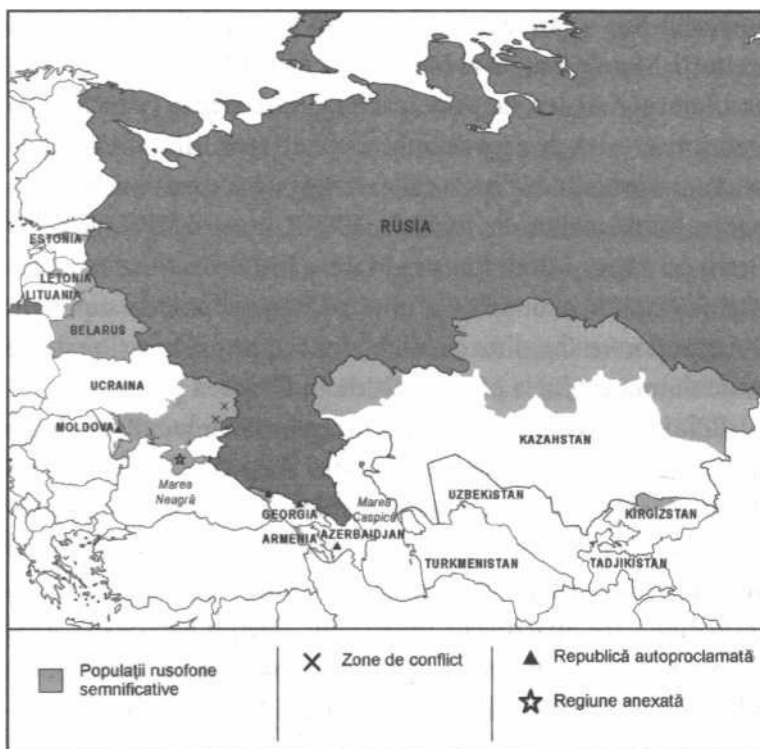 RUSIA
ESTONIA
LETONIA
LITUANIA
BELARUS
UCRAINA
MOLDOVA
KAZAHSTAN
Marea
Neagră
Marea
Caspică
UZBEKISTAN
GEORGIA
KÎRGÎZSTAN
ARMENIA
AZERBAIDJAN
TURKMENISTAN
TADJIKISTAN
Populații rusofone
semnificative
Zone de conflict
Republică autoproclamată
Regiune anexată